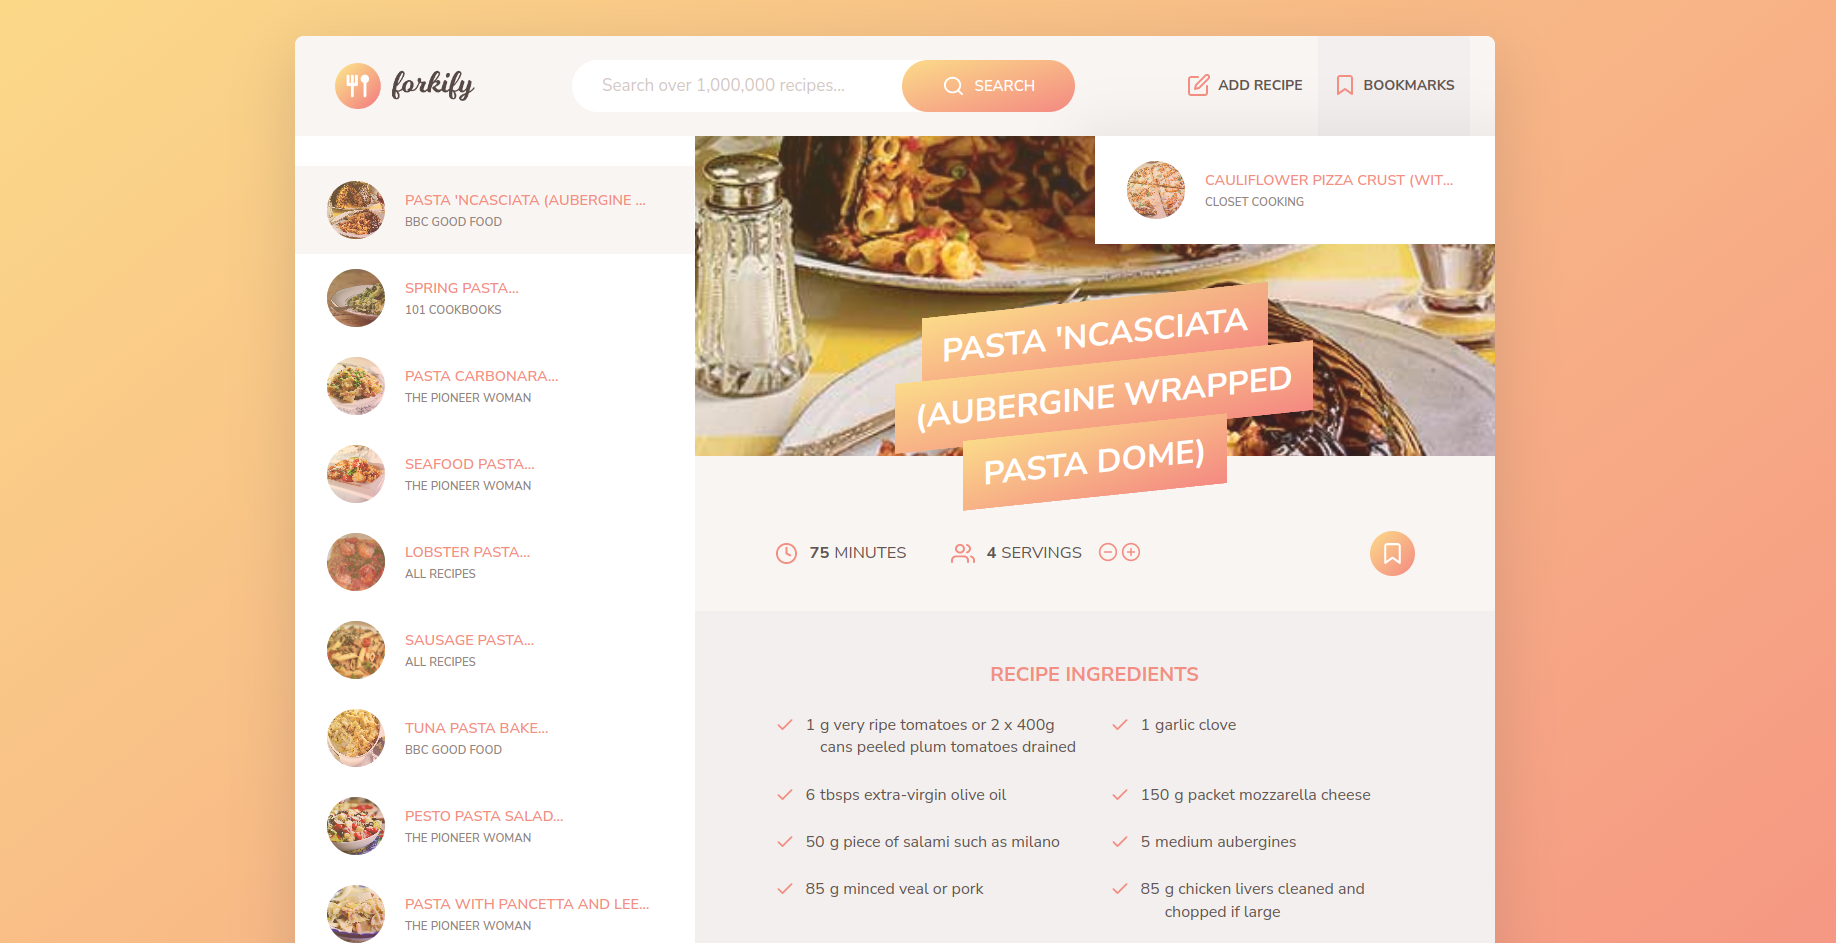 forkify
Search over 1,000,000 recipes...
SEARCH
ADD RECIPE
BOOKMARKS
PASTA 'NCASCIATA (AUBERGINE ...
BBC GOOD FOOD
SPRING PASTA...
101 COOKBOOKS
PASTA CARBONARA...
THE PIONEER WOMAN
SEAFOOD PASTA...
THE PIONEER WOMAN
LOBSTER PASTA...
ALL RECIPES
SAUSAGE PASTA...
ALL RECIPES
TUNA PASTA BAKE...
BBC GOOD FOOD
PESTO PASTA SALAD...
THE PIONEER WOMAN
PASTA WITH PANCETTA AND LEE...
THE PIONEER WOMAN
CAULIFLOWER PIZZA CRUST (WIT...
CLOSET COOKING
PASTA 'NCASCIATA
(AUBERGINE WRAPPED
PASTA DOME)
75 MINUTES
4 SERVINGS
RECIPE INGREDIENTS
1 g very ripe tomatoes or 2 x 400g
cans peeled plum tomatoes drained
1 garlic clove
6 tbsps extra-virgin olive oil
150 g packet mozzarella cheese
50 g piece of salami such as milano
5 medium aubergines
85 g minced veal or pork
85 g chicken livers cleaned and
chopped if large